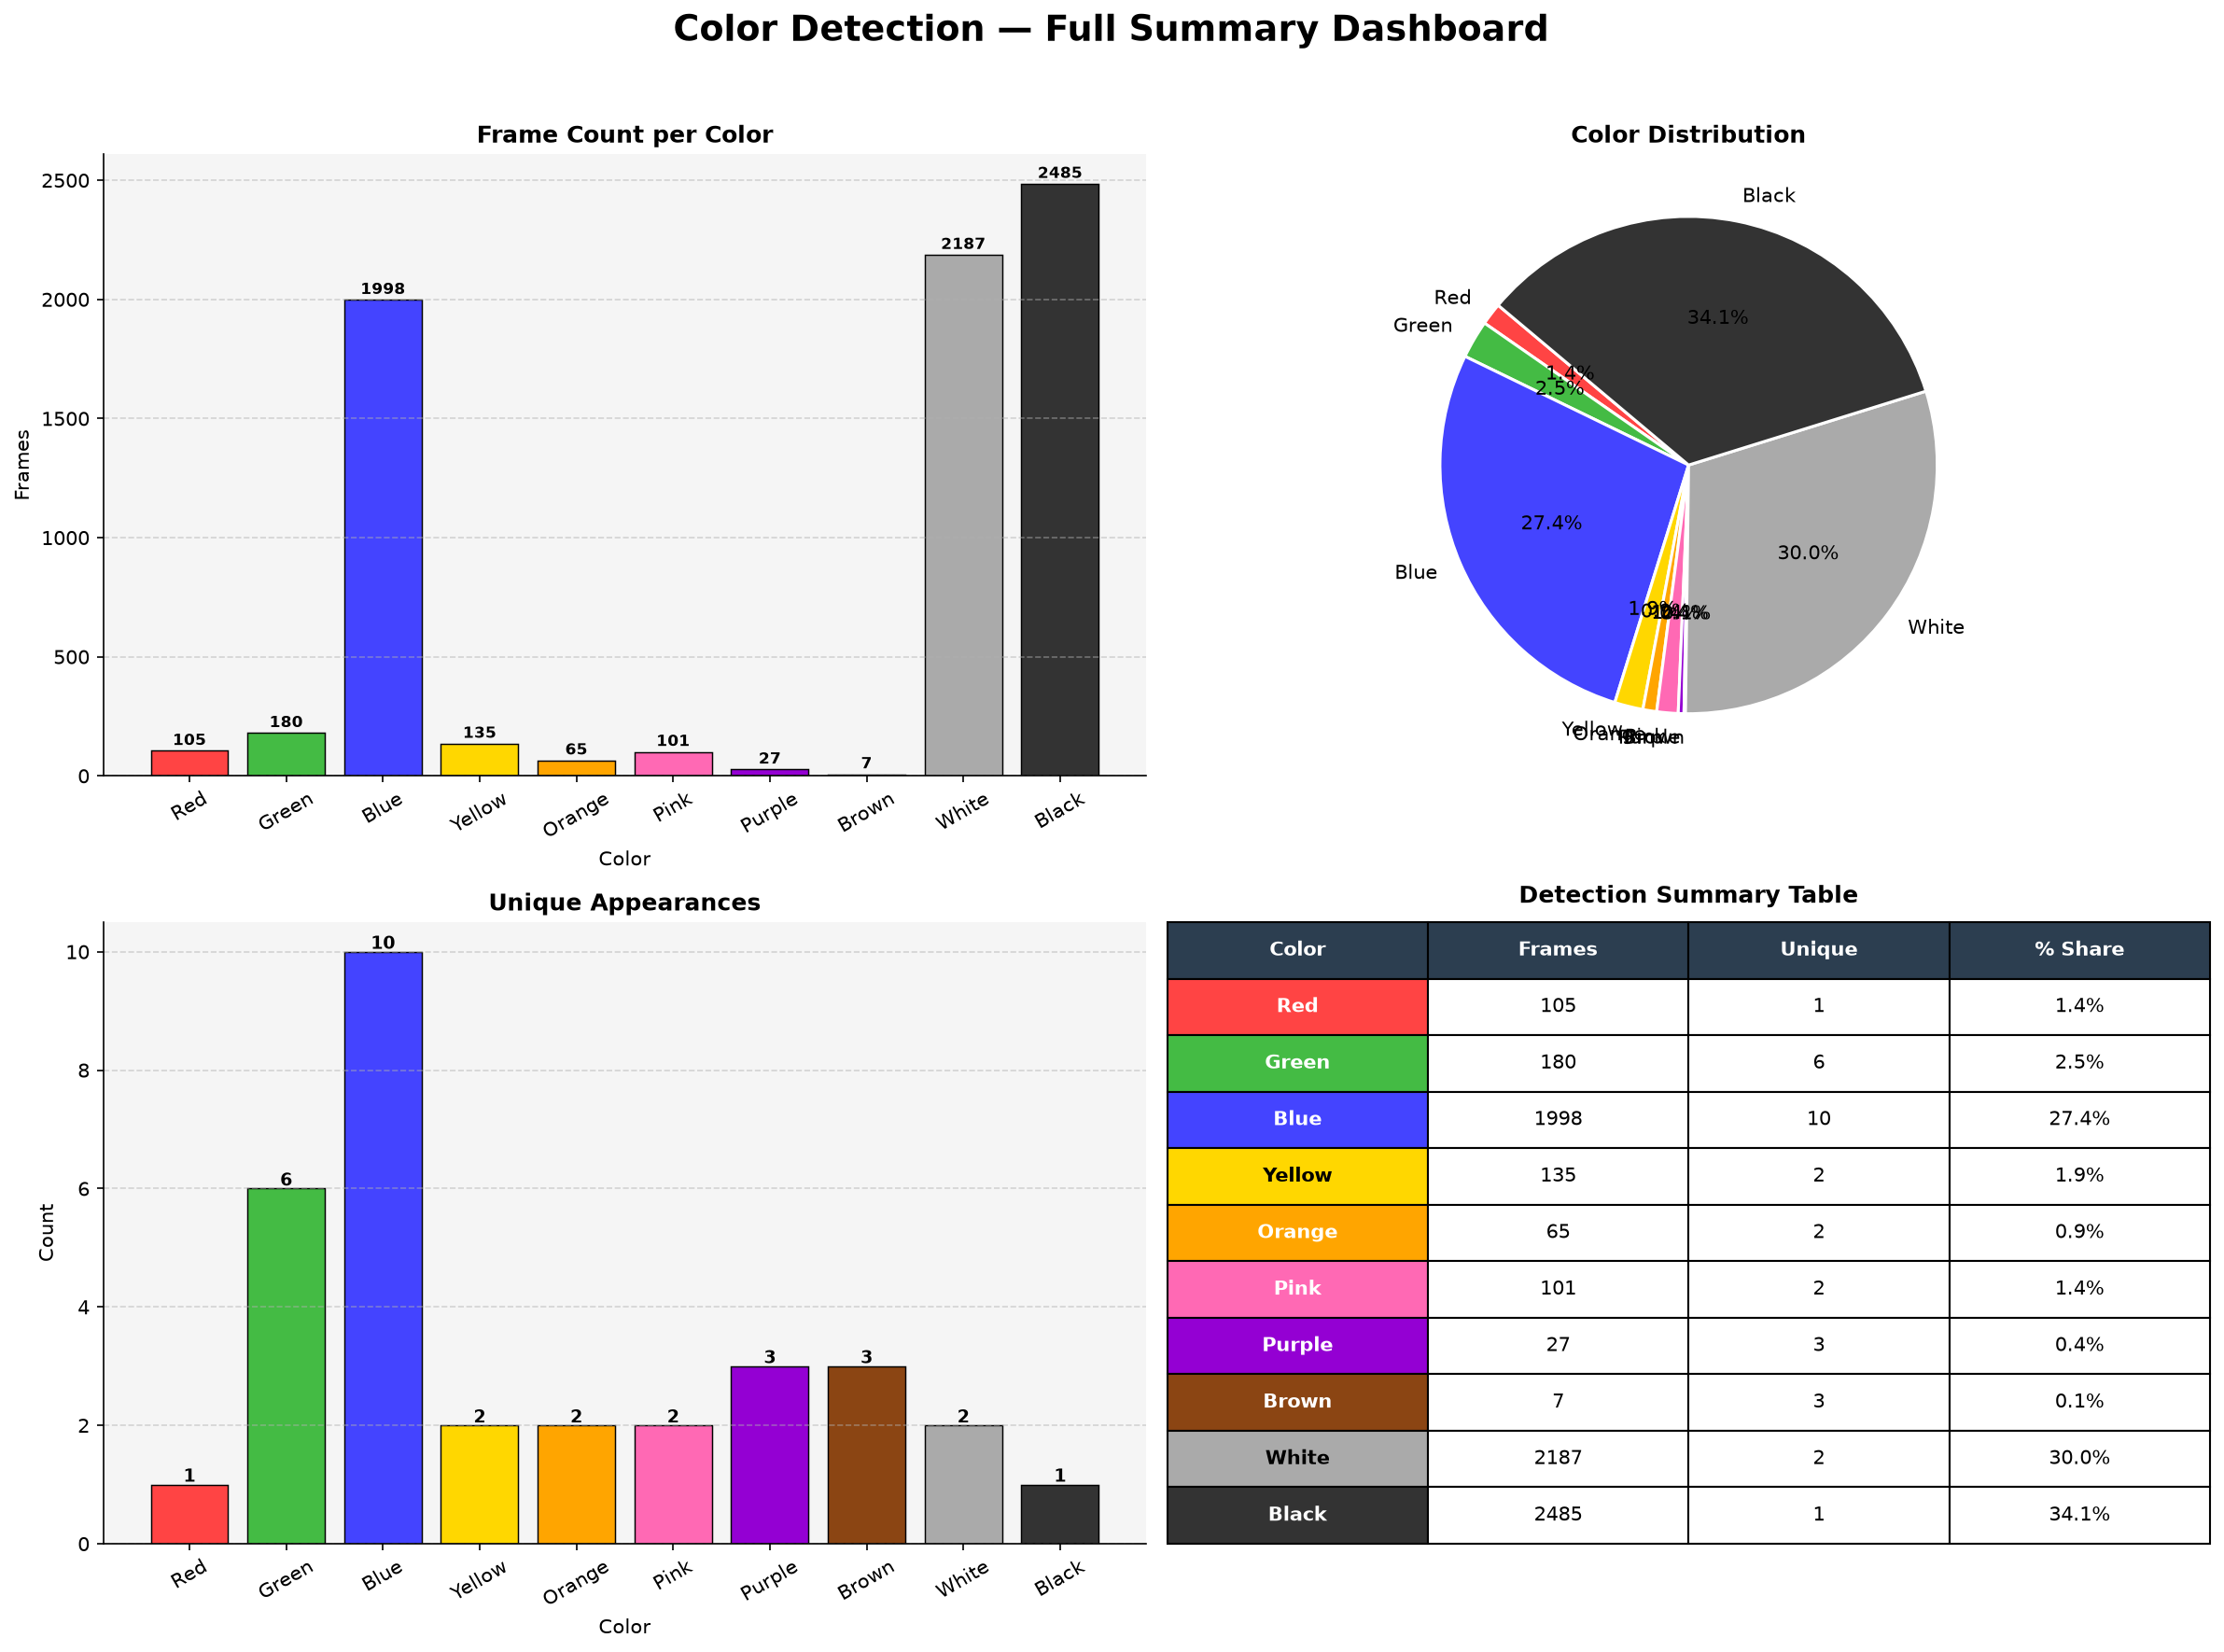 Color Detection — Full Summary Dashboard
Frame Count per Color
Frames
2500
2000
1500
1000
500
0
105
180
1998
135
65
101
27
7
2187
2485
Red
Green
Blue
Yellow
Orange
Pink
Purple
Brown
White
Black
Color
Color Distribution
Black
Red
Green
Blue
White
Yellow
34.1%
1.4%
2.5%
27.4%
30.0%
Unique Appearances
Count
10
8
6
4
2
0
1
6
10
2
2
2
3
3
2
1
Red
Green
Blue
Yellow
Orange
Pink
Purple
Brown
White
Black
Color
Detection Summary Table
Color Frames Unique % Share
Red 105 1 1.4%
Green 180 6 2.5%
Blue 1998 10 27.4%
Yellow 135 2 1.9%
Orange 65 2 0.9%
Pink 101 2 1.4%
Purple 27 3 0.4%
Brown 7 3 0.1%
White 2187 2 30.0%
Black 2485 1 34.1%